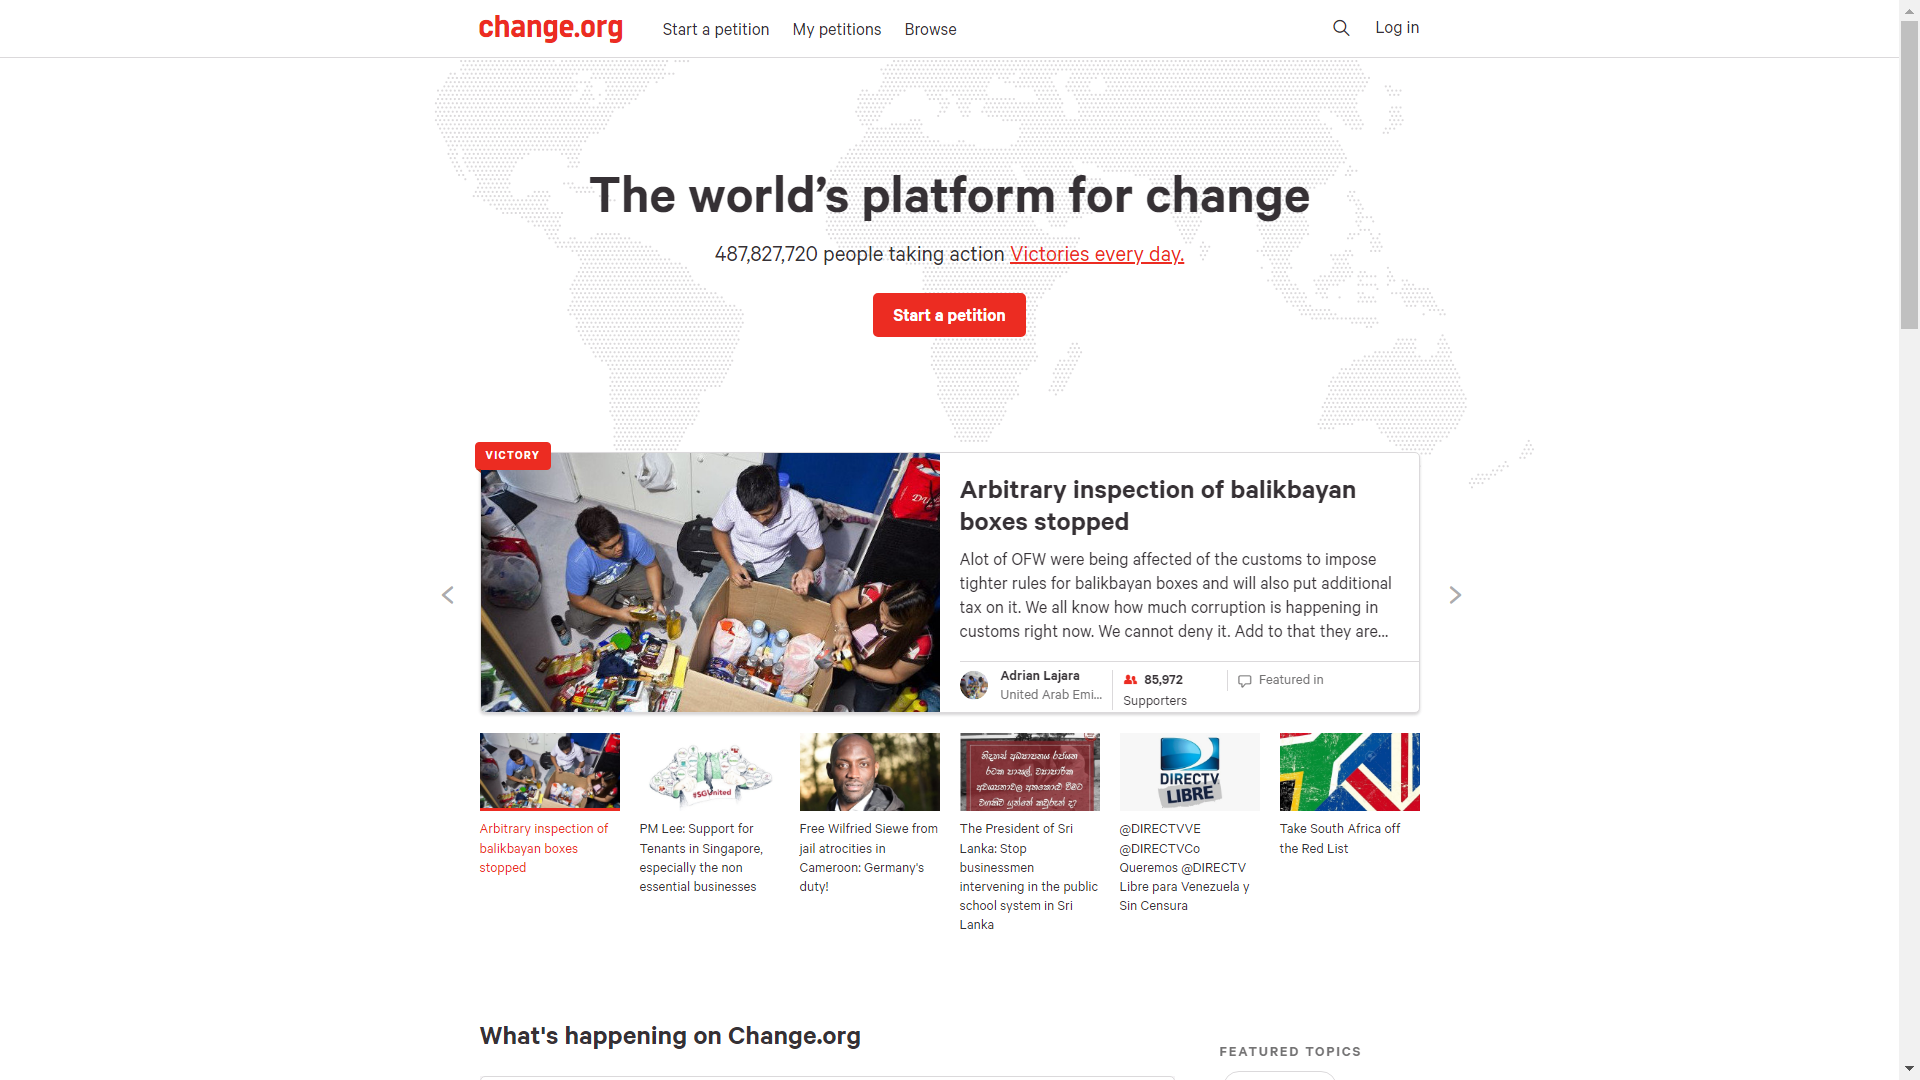 change.org
Start a petition
My petitions
Browse
Log in
The world’s platform for change
487,827,720 people taking action Victories every day.
Start a petition
VICTORY
Arbitrary inspection of balikbayan
boxes stopped
Alot of OFW were being affected of the customs to impose
tighter rules for balikbayan boxes and will also put additional
tax on it. We all know how much corruption is happening in
customs right now. We cannot deny it. Add to that they are...
Adrian Lajara
United Arab Emi...
85,972
Supporters
Featured in
#SGUnited
නිදහස් අධ්‍යාපනය රැගෙන
DIRECTV
LIBRE
Arbitrary inspection of
balikbayan boxes
stopped
PM Lee: Support for
Tenants in Singapore,
especially the non
essential businesses
Free Wilfried Siewe from
jail atrocities in
Cameroon: Germany's
duty!
The President of Sri
Lanka: Stop
businessmen
intervening in the public
school system in Sri
Lanka
@DIRECTVVE
@DIRECTVCo
Queremos @DIRECTV
Libre para Venezuela y
Sin Censura
Take South Africa off
the Red List
What's happening on Change.org
FEATURED TOPICS